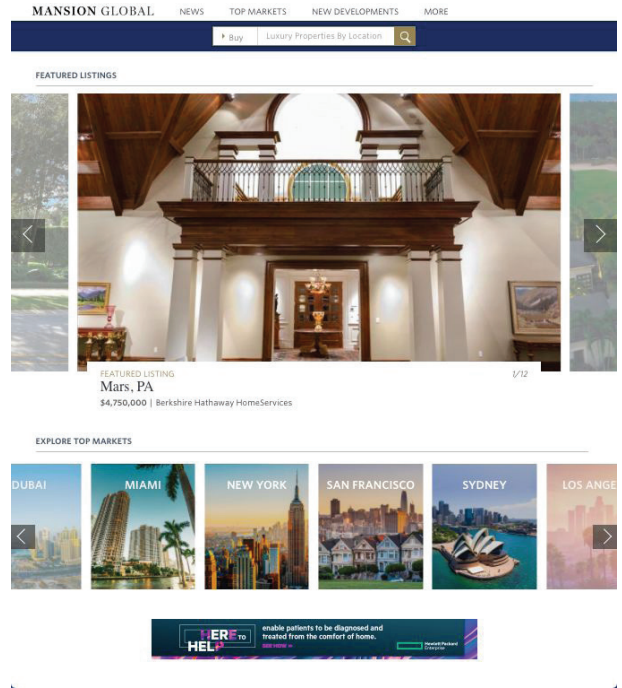 MANSION GLOBAL NEWS TOP MARKETS NEW DEVELOPMENTS MORE
Buy Luxury Properties By Location
FEATURED LISTINGS
FEATURED LISTING 1/12
Mars, PA
$4,750,000 | Berkshire Hathaway HomeServices
EXPLORE TOP MARKETS
DUBAI MIAMI NEW YORK SAN FRANCISCO SYDNEY LOS ANGE
HERE TO
HELP
enable patients to be diagnosed and
treated from the comfort of home.
SEE HOW
Hewlett Packard
Enterprise